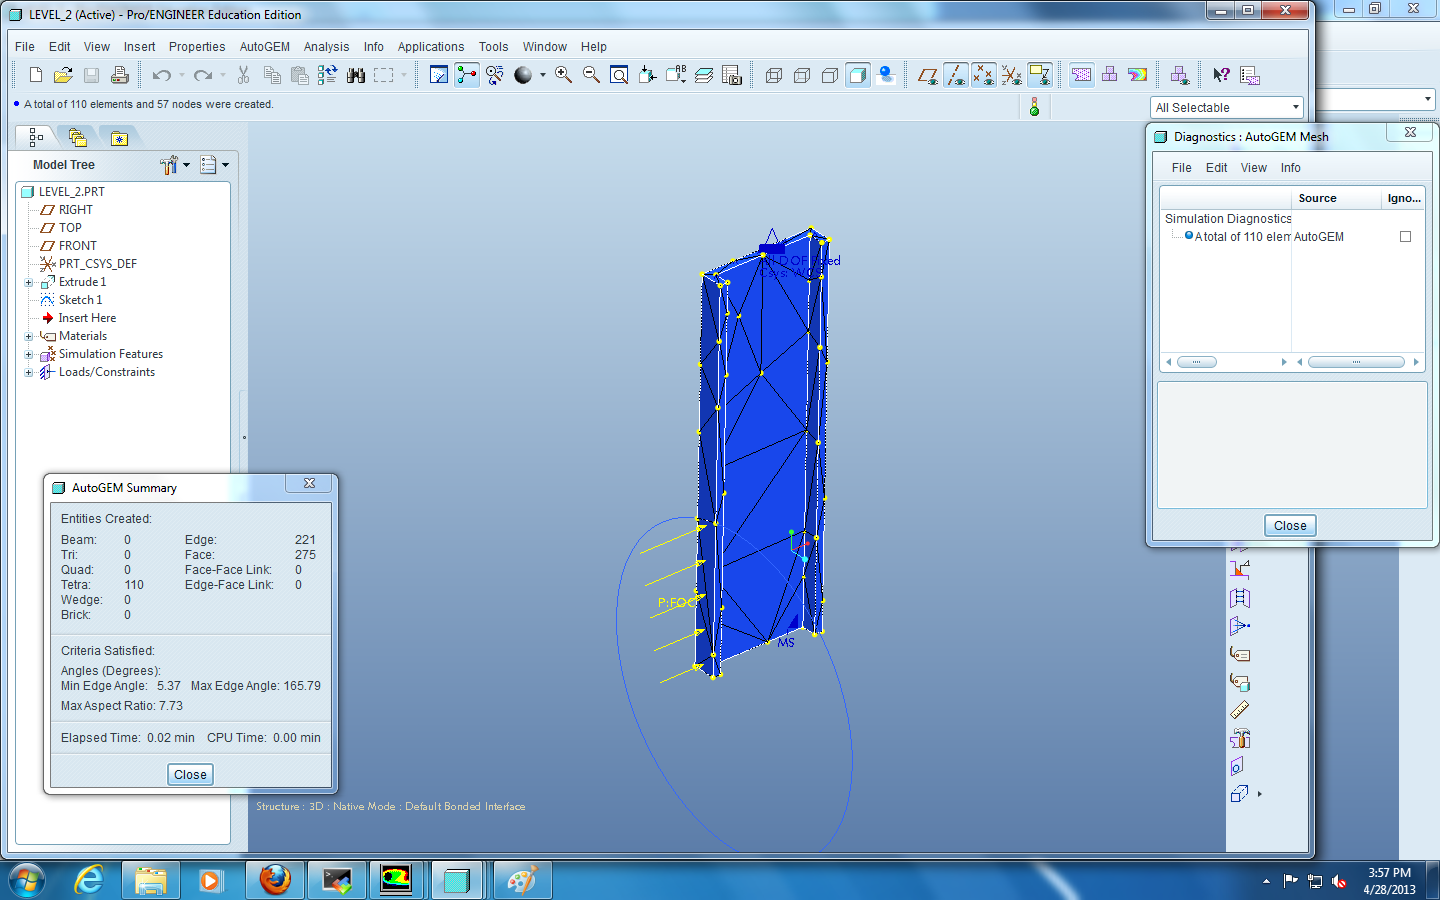 LEVEL_2 (Active) - Pro/ENGINEER Education Edition
File Edit View Insert Properties AutoGEM Analysis Info Applications Tools Window Help
A total of 110 elements and 57 nodes were created.
All Selectable
Model Tree
LEVEL_2.PRT
RIGHT
TOP
FRONT
PRT_CSYS_DEF
Extrude 1
Sketch 1
Insert Here
Materials
Simulation Features
Loads/Constraints
Diagnostics : AutoGEM Mesh
File Edit View Info
Source Igno...
Simulation Diagnostics
A total of 110 elem AutoGEM
Close
AutoGEM Summary
Entities Created:
Beam: 0 Edge: 221
Tri: 0 Face: 275
Quad: 0 Face-Face Link: 0
Tetra: 110 Edge-Face Link: 0
Wedge: 0
Brick: 0
Criteria Satisfied:
Angles (Degrees):
Min Edge Angle: 5.37 Max Edge Angle: 165.79
Max Aspect Ratio: 7.73
Elapsed Time: 0.02 min CPU Time: 0.00 min
Close
DOF
Csys: WCS
P:FOC
MS
Structure : 3D : Native Mode : Default Bonded Interface
3:57 PM
4/28/2013